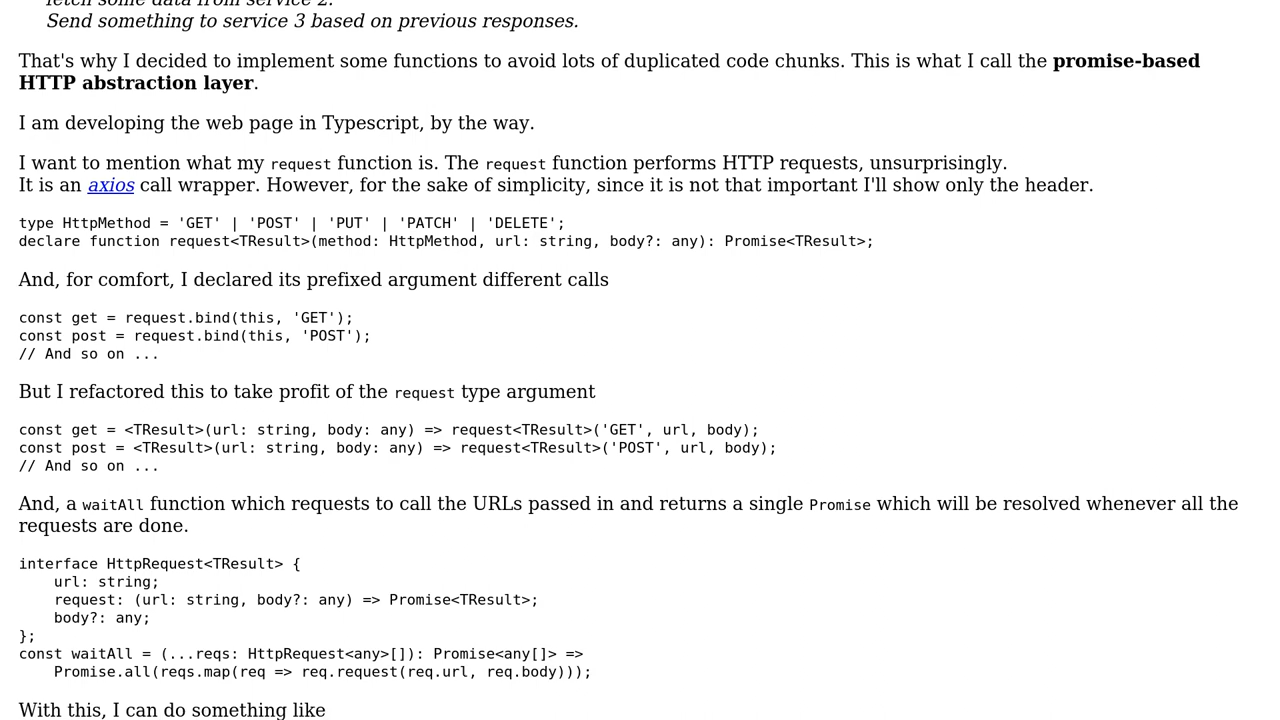 fetch some data from service 2.
Send something to service 3 based on previous responses.
That's why I decided to implement some functions to avoid lots of duplicated code chunks. This is what I call the promise-based
HTTP abstraction layer.
I am developing the web page in Typescript, by the way.
I want to mention what my request function is. The request function performs HTTP requests, unsurprisingly.
It is an axios call wrapper. However, for the sake of simplicity, since it is not that important I'll show only the header.
type HttpMethod = 'GET' | 'POST' | 'PUT' | 'PATCH' | 'DELETE';
declare function request<TResult>(method: HttpMethod, url: string, body?: any): Promise<TResult>;
And, for comfort, I declared its prefixed argument different calls
const get = request.bind(this, 'GET');
const post = request.bind(this, 'POST');
// And so on ...
But I refactored this to take profit of the request type argument
const get = <TResult>(url: string, body: any) => request<TResult>('GET', url, body);
const post = <TResult>(url: string, body: any) => request<TResult>('POST', url, body);
// And so on ...
And, a waitAll function which requests to call the URLs passed in and returns a single Promise which will be resolved whenever all the
requests are done.
interface HttpRequest<TResult> {
    url: string;
    request: (url: string, body?: any) => Promise<TResult>;
    body?: any;
};
const waitAll = (...reqs: HttpRequest<any>[]): Promise<any[]> =>
    Promise.all(reqs.map(req => req.request(req.url, req.body)));
With this, I can do something like